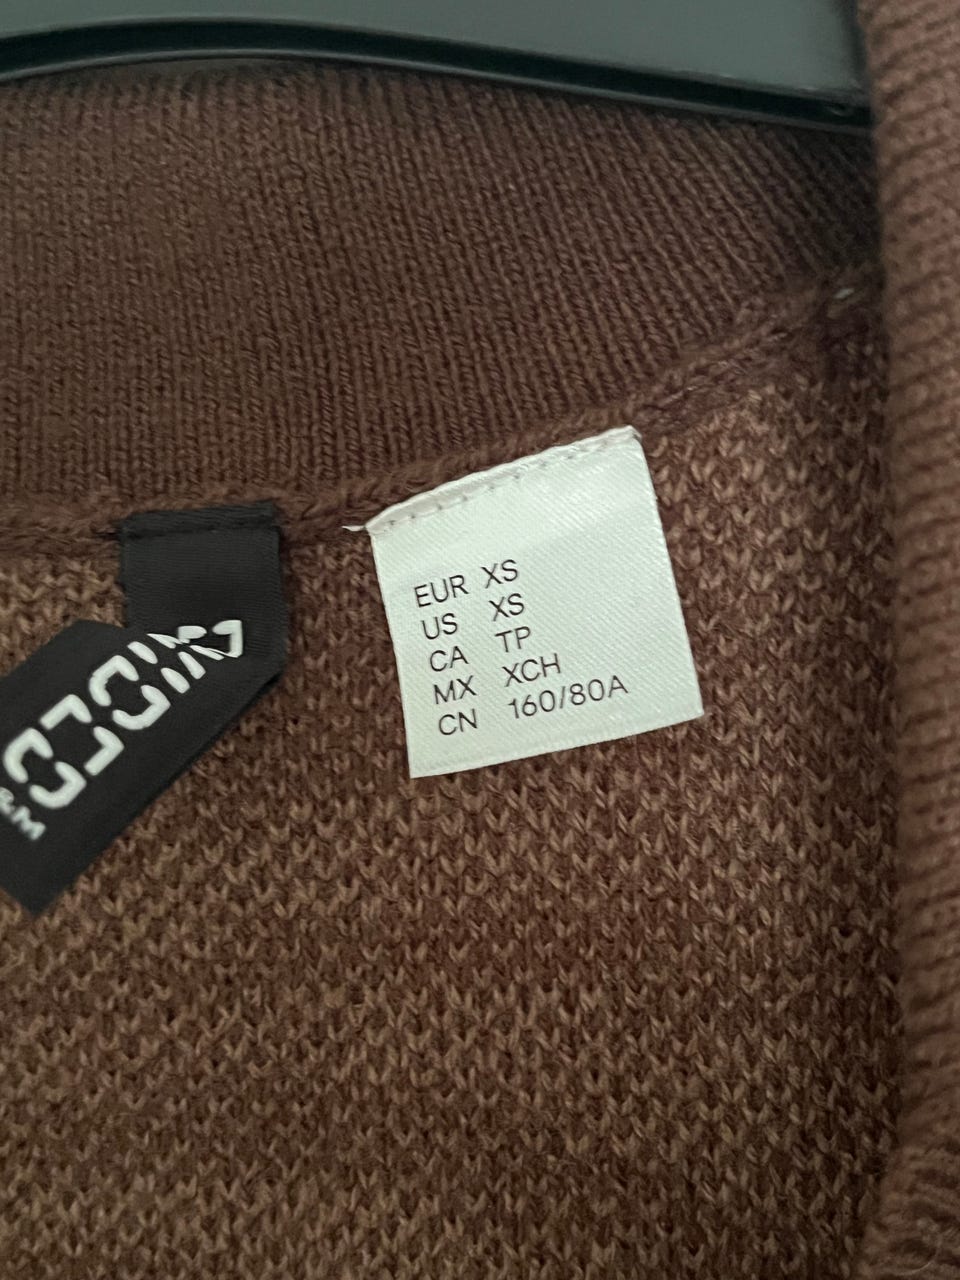 EUR XS
US XS
CA TP
MX XCH
CN 160/80A
&M